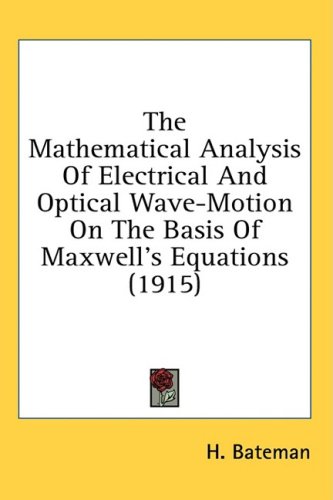 The
Mathematical Analysis
Of Electrical And
Optical Wave-Motion
On The Basis Of
Maxwell's Equations
(1915)
H. Bateman